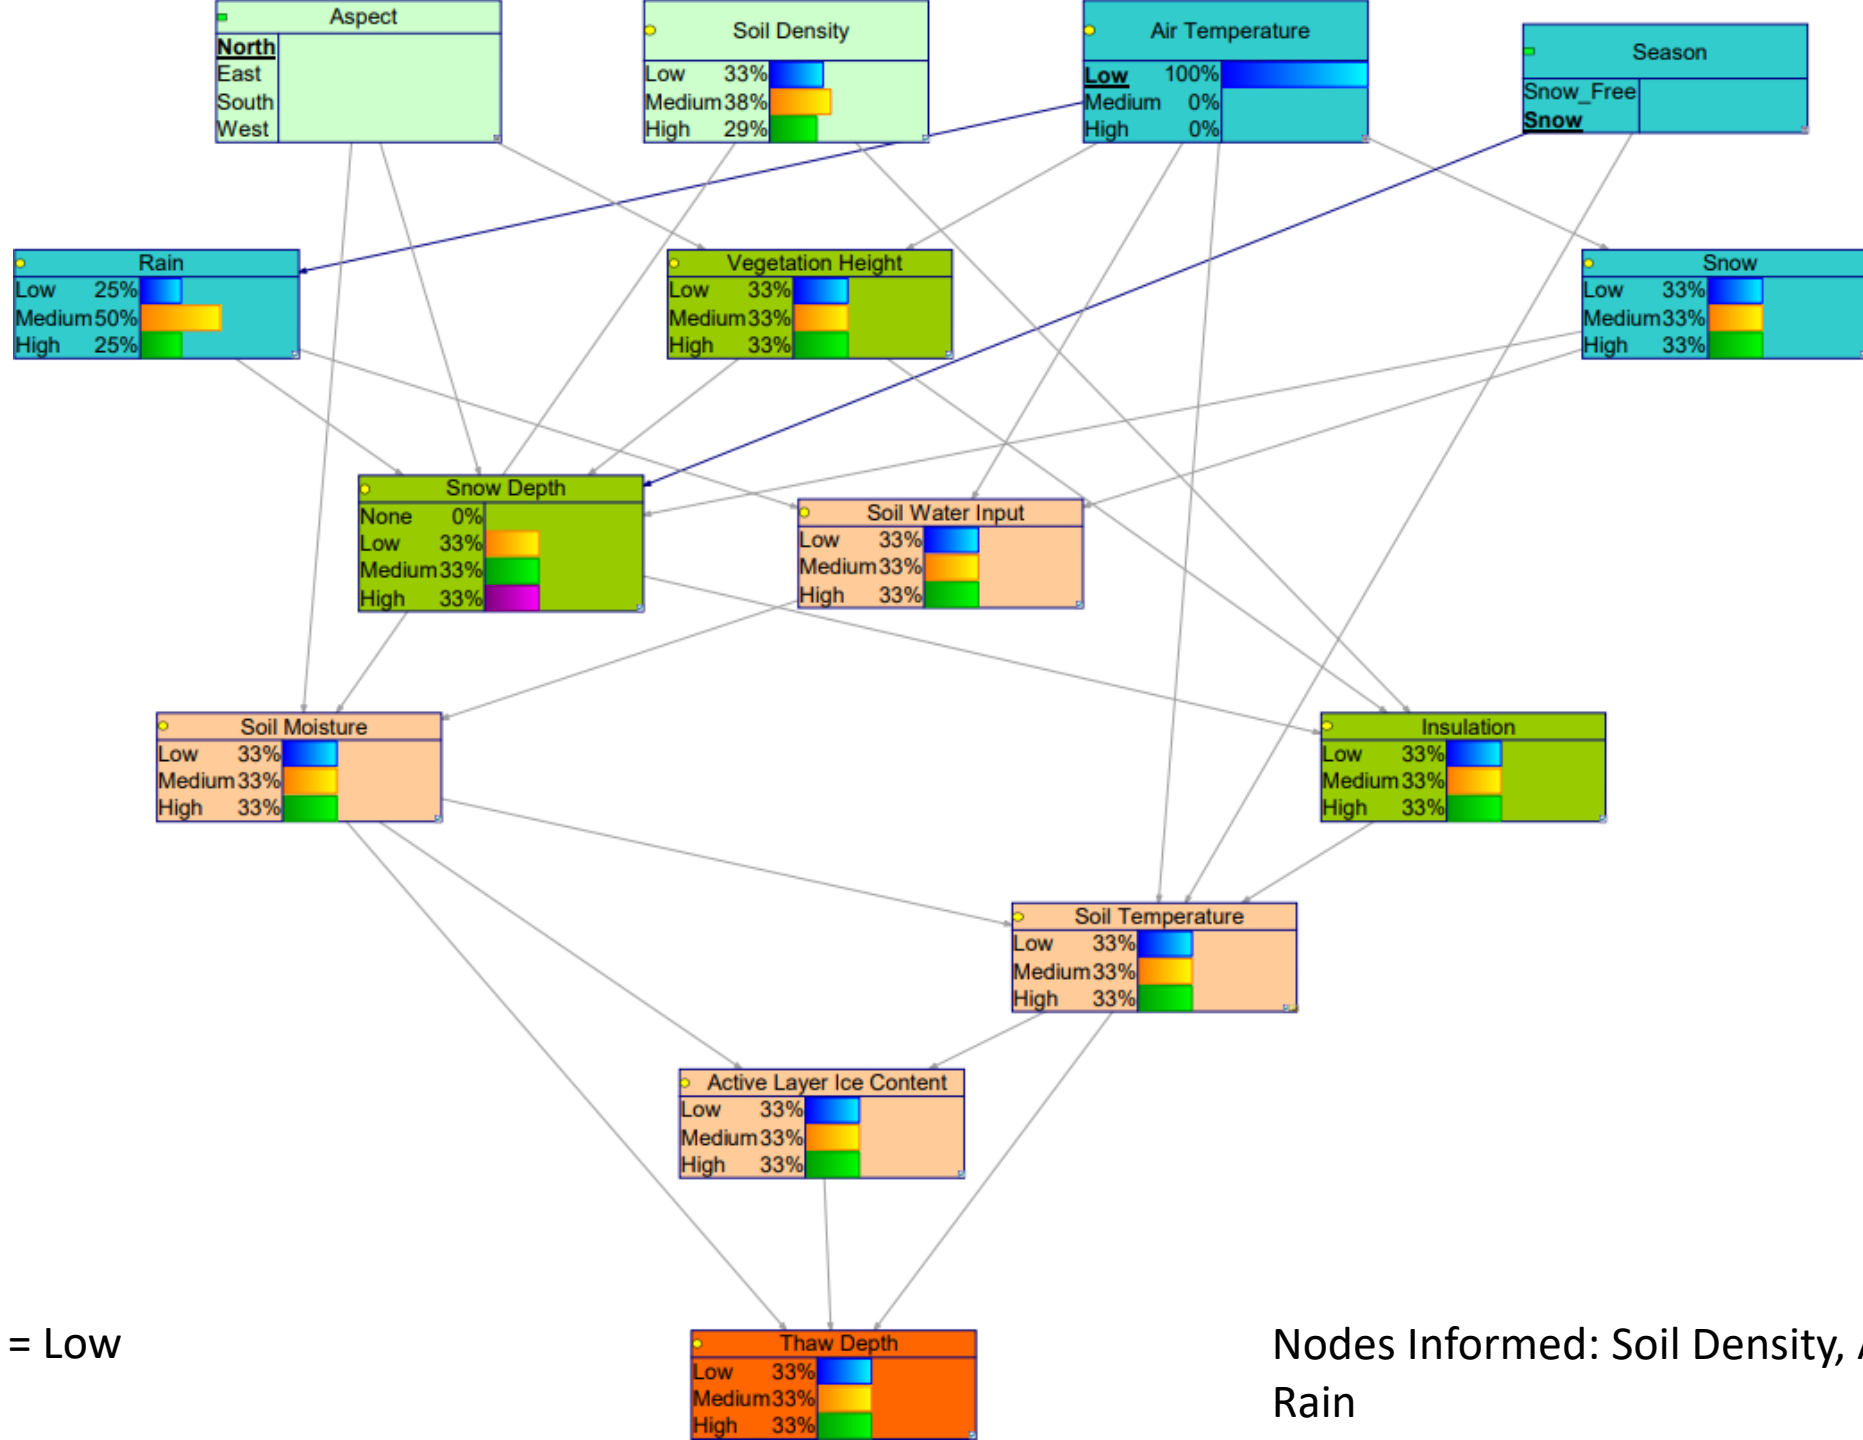 Aspect
North
East
South
West
Soil Density
Low 33%
Medium 38%
High 29%
Air Temperature
Low 100%
Medium 0%
High 0%
Season
Snow_Free
Snow
Rain
Low 25%
Medium 50%
High 25%
Vegetation Height
Low 33%
Medium 33%
High 33%
Snow
Low 33%
Medium 33%
High 33%
Snow Depth
None 0%
Low 33%
Medium 33%
High 33%
Soil Water Input
Low 33%
Medium 33%
High 33%
Soil Moisture
Low 33%
Medium 33%
High 33%
Insulation
Low 33%
Medium 33%
High 33%
Soil Temperature
Low 33%
Medium 33%
High 33%
Active Layer Ice Content
Low 33%
Medium 33%
High 33%
Thaw Depth
Low 33%
Medium 33%
High 33%
= Low
Nodes Informed: Soil Density,
Rain